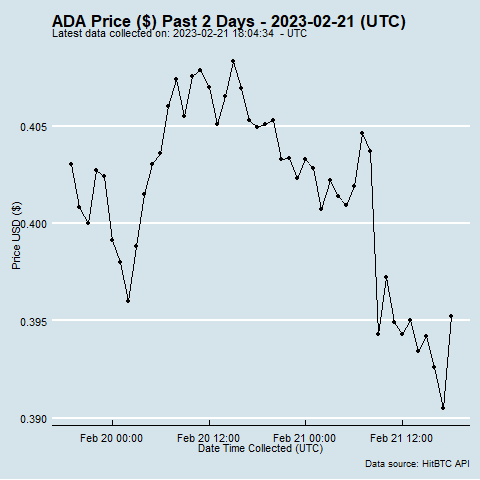 ADA Price ($) Past 2 Days - 2023-02-21 (UTC)
Latest data collected on: 2023-02-21 18:04:34  - UTC
0.405
0.400
0.395
0.390
Price USD ($)
Feb 20 00:00 Feb 20 12:00 Feb 21 00:00 Feb 21 12:00
Date Time Collected (UTC)
Data source: HitBTC API